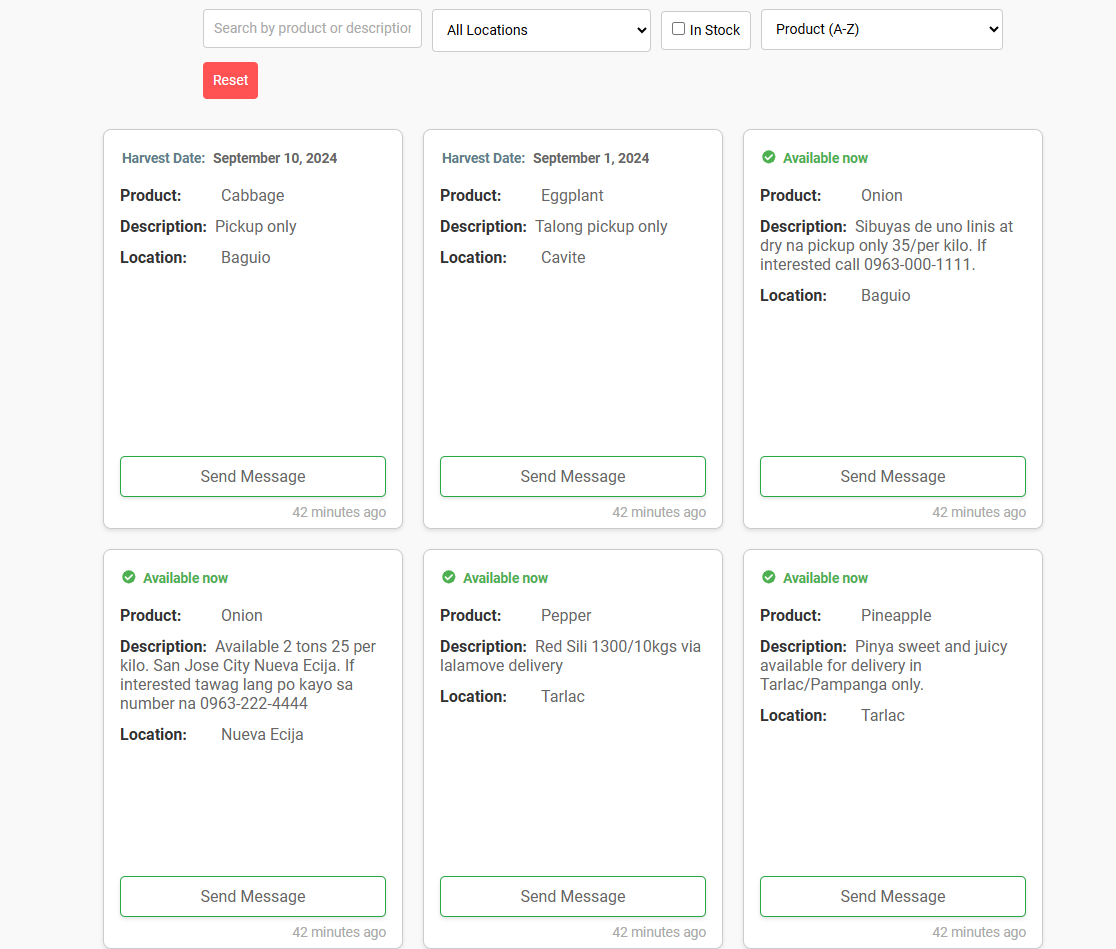 Search by product or description
All Locations
In Stock
Product (A-Z)
Reset
Harvest Date: September 10, 2024
Product: Cabbage
Description: Pickup only
Location: Baguio
Send Message
42 minutes ago
Harvest Date: September 1, 2024
Product: Eggplant
Description: Talong pickup only
Location: Cavite
Send Message
42 minutes ago
Available now
Product: Onion
Description: Sibuyas de uno linis at
dry na pickup only 35/per kilo. If
interested call 0963-000-1111.
Location: Baguio
Send Message
42 minutes ago
Available now
Product: Onion
Description: Available 2 tons 25 per
kilo. San Jose City Nueva Ecija. If
interested tawag lang po kayo sa
number na 0963-222-4444
Location: Nueva Ecija
Send Message
42 minutes ago
Available now
Product: Pepper
Description: Red Sili 1300/10kgs via
lalamove delivery
Location: Tarlac
Send Message
42 minutes ago
Available now
Product: Pineapple
Description: Pinya sweet and juicy
available for delivery in
Tarlac/Pampanga only.
Location: Tarlac
Send Message
42 minutes ago